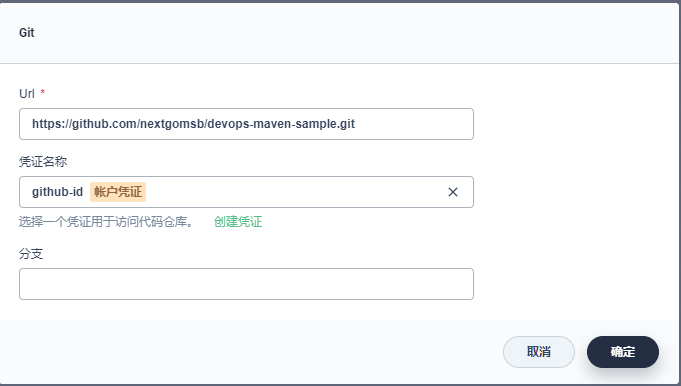 Git
Url *
https://github.com/nextgomsb/devops-maven-sample.git
凭证名称
github-id 帐户凭证
选择一个凭证用于访问代码仓库。 创建凭证
分支
取消 确定